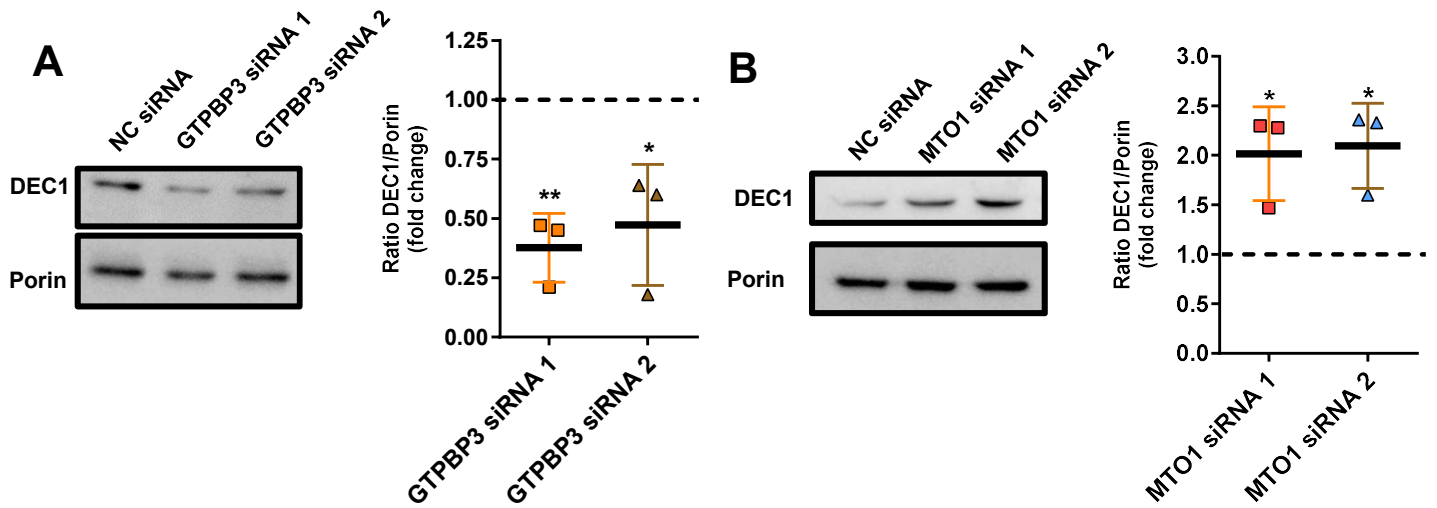 A
NC siRNA
GTPBP3 siRNA 1
GTPBP3 siRNA 2
DEC1
Porin
Ratio DEC1/Porin
(fold change)
1.25
1.00
0.75
0.50
0.25
0.00
**
*
GTPBP3 siRNA 1
GTPBP3 siRNA 2
B
NC siRNA
MTO1 siRNA 1
MTO1 siRNA 2
DEC1
Porin
Ratio DEC1/Porin
(fold change)
3.0
2.5
2.0
1.5
1.0
0.5
0.0
*
*
MTO1 siRNA 1
MTO1 siRNA 2